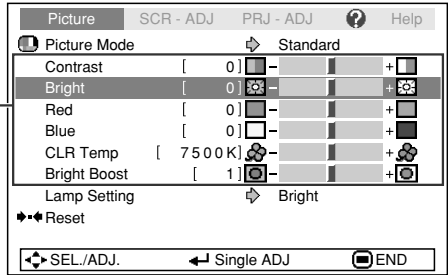 Picture SCR - ADJ PRJ - ADJ ? Help
Picture Mode Standard
Contrast [ 0] - +
Bright [ 0] - +
Red [ 0] - +
Blue [ 0] - +
CLR Temp [ 7500K] - +
Bright Boost [ 1] - +
Lamp Setting Bright
Reset
SEL./ADJ. Single ADJ END